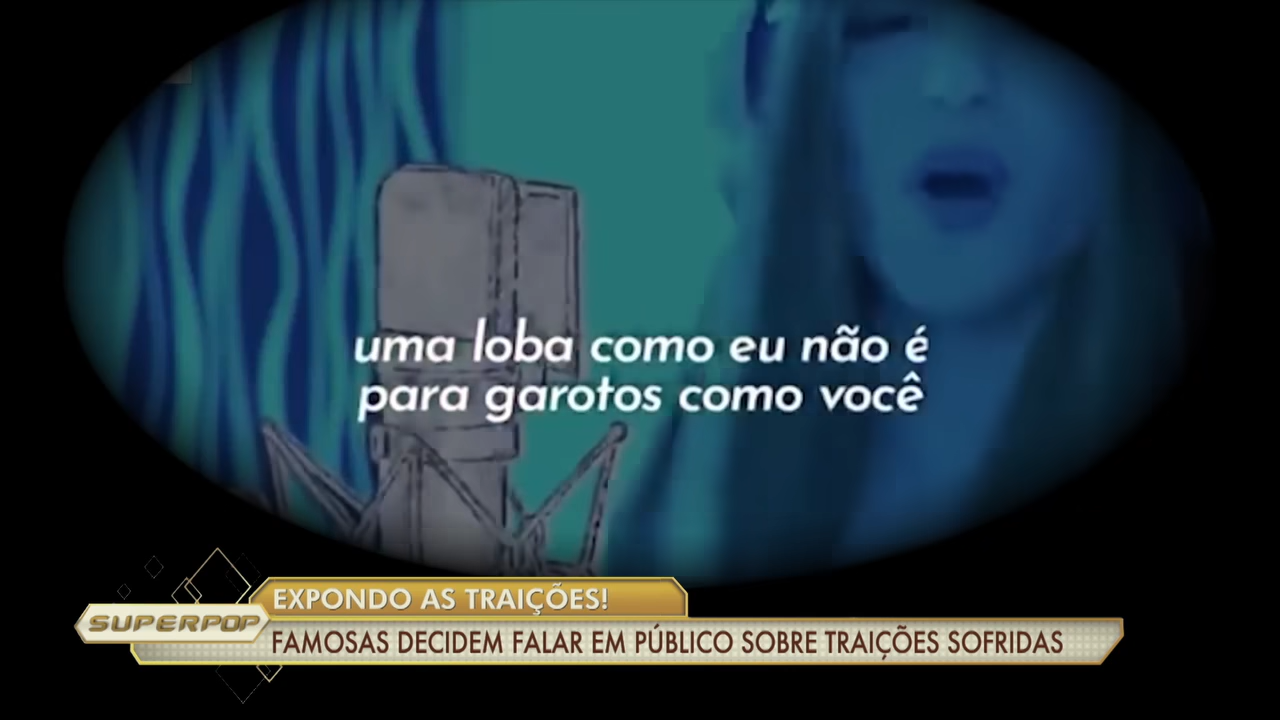 uma loba como eu não é
para garotos como você
EXPONDO AS TRAIÇÕES!
SUPERPOP
FAMOSAS DECIDEM FALAR EM PÚBLICO SOBRE TRAIÇÕES SOFRIDAS